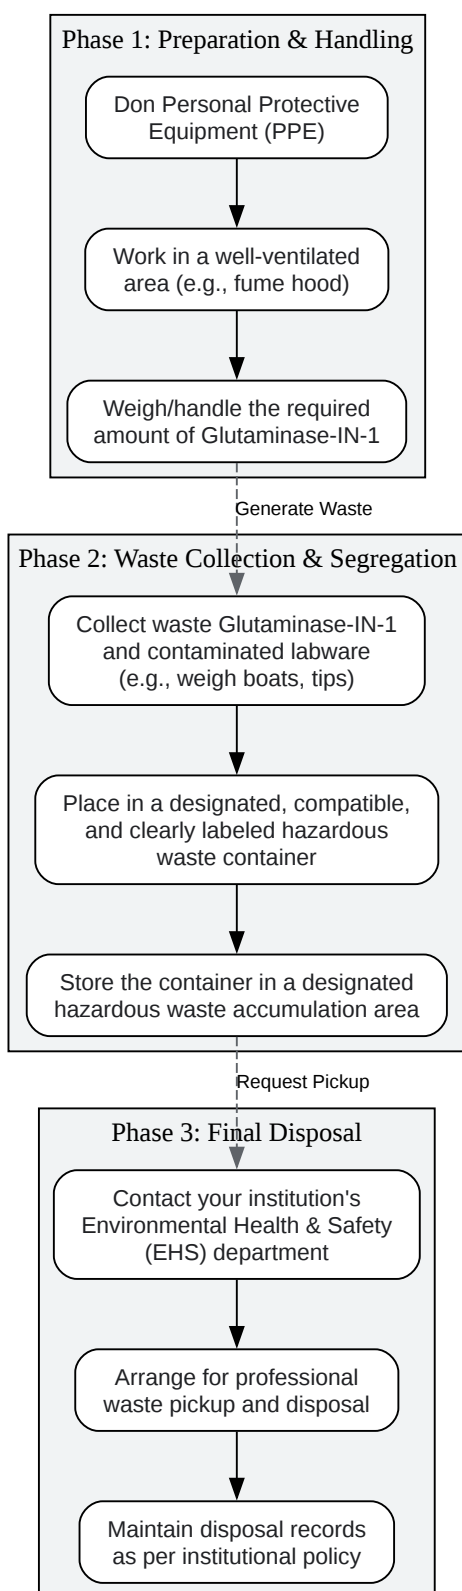 Phase 1: Preparation & Handling
Don Personal Protective
Equipment (PPE)
Work in a well-ventilated
area (e.g., fume hood)
Weigh/handle the required
amount of Glutaminase-IN-1
Generate Waste
Phase 2: Waste Collection & Segregation
Collect waste Glutaminase-IN-1
and contaminated labware
(e.g., weigh boats, tips)
Place in a designated, compatible,
and clearly labeled hazardous
waste container
Store the container in a designated
hazardous waste accumulation area
Request Pickup
Phase 3: Final Disposal
Contact your institution's
Environmental Health & Safety
(EHS) department
Arrange for professional
waste pickup and disposal
Maintain disposal records
as per institutional policy